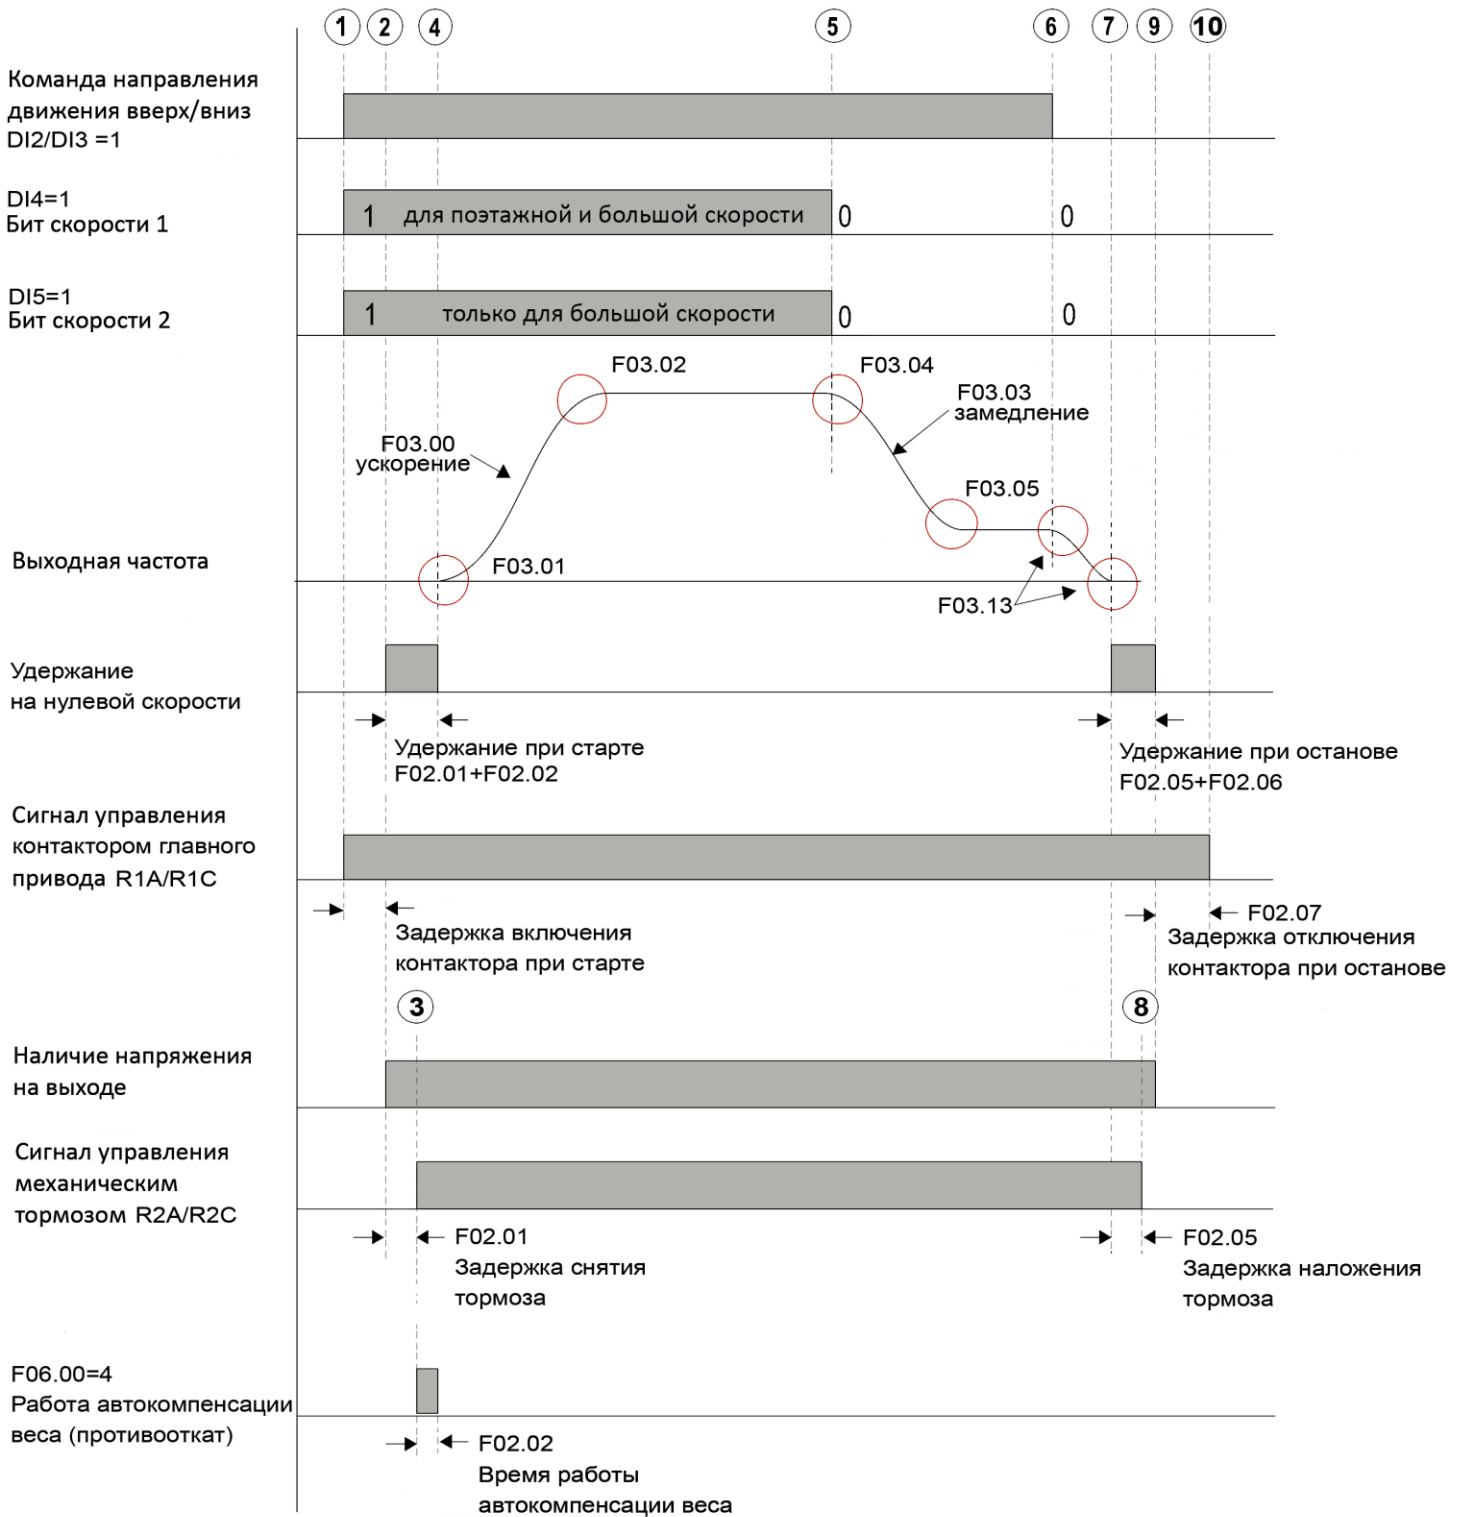 1 2 4 5 6 7 9 10
Команда направления
движения вверх/вниз
DI2/DI3 =1
DI4=1
Бит скорости 1
1 для поэтажной и большой скорости 0 0
DI5=1
Бит скорости 2
1 только для большой скорости 0 0
F03.02
F03.04
F03.03
замедление
F03.00
ускорение
F03.05
Выходная частота
F03.01
F03.13
Удержание
на нулевой скорости
Удержание при старте
F02.01+F02.02
Удержание при останове
F02.05+F02.06
Сигнал управления
контактором главного
привода R1A/R1C
Задержка включения
контактора при старте
F02.07
Задержка отключения
контактора при останове
3 8
Наличие напряжения
на выходе
Сигнал управления
механическим
тормозом R2A/R2C
F02.01
Задержка снятия
тормоза
F02.05
Задержка наложения
тормоза
F06.00=4
Работа автокомпенсации
веса (противооткат)
F02.02
Время работы
автокомпенсации веса